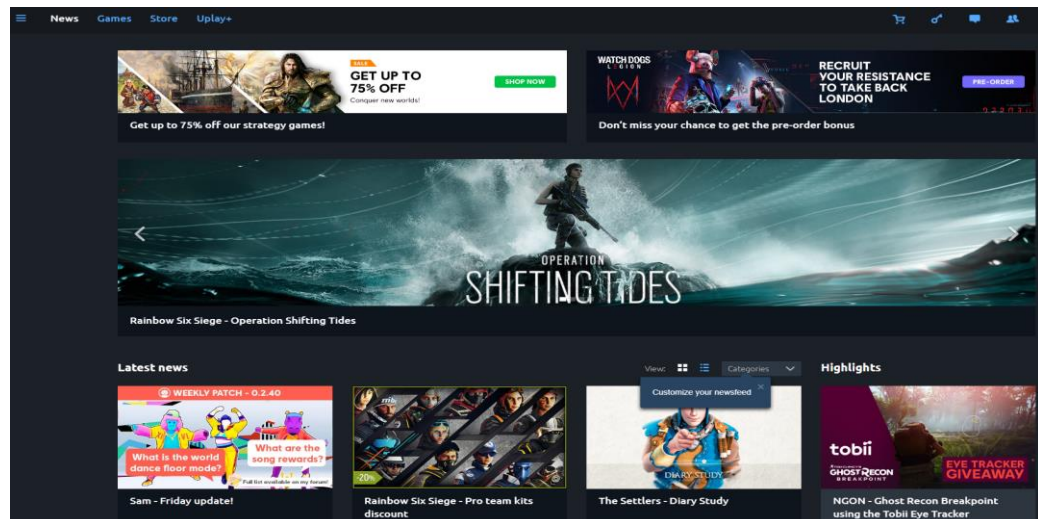 News Games Store Uplay+
SALE
GET UP TO
75% OFF
Conquer new worlds!
SHOP NOW
Get up to 75% off our strategy games!
WATCH DOGS
LEGION
RECRUIT
YOUR RESISTANCE
TO TAKE BACK
LONDON
PRE-ORDER
Don't miss your chance to get the pre-order bonus
OPERATION
SHIFTING TIDES
Rainbow Six Siege - Operation Shifting Tides
Latest news
View:
Categories
Customize your newsfeed
Highlights
WEEKLY PATCH - 0.2.40
What is the world
dance floor mode?
What are the
song rewards?
Full list available on my forum!
Sam - Friday update!
-20%
Rainbow Six Siege - Pro team kits
discount
DIARY STUDY
The Settlers - Diary Study
tobii
GHOST RECON
BREAKPOINT
EYE TRACKER
GIVEAWAY
NGON - Ghost Recon Breakpoint
using the Tobii Eye Tracker